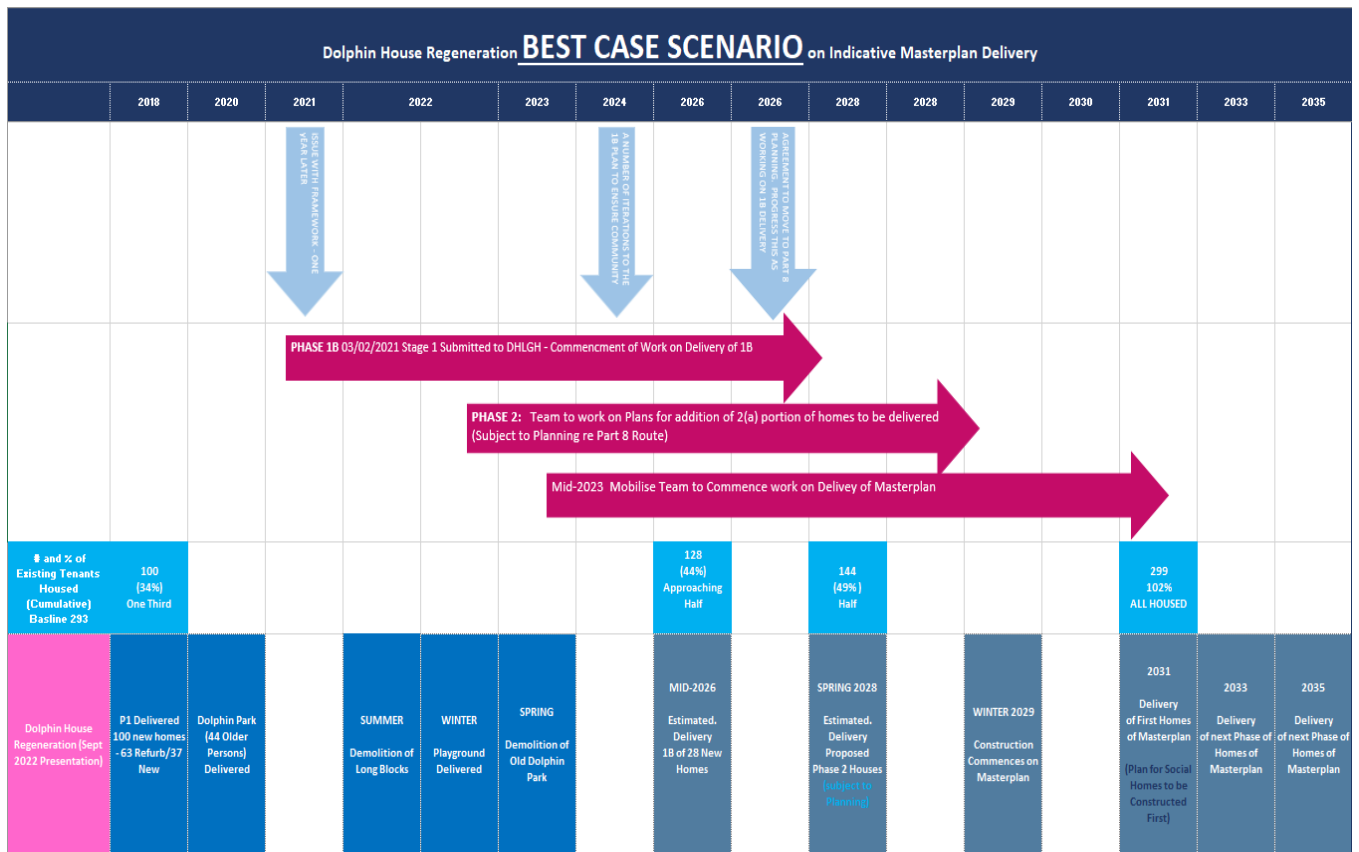 Dolphin House Regeneration BEST CASE SCENARIO on Indicative Masterplan Delivery
2018 2020 2021 2022 2023 2024 2026 2026 2028 2028 2029 2030 2031 2033 2035
ISSUE WITH FRAMEWORK - ONE
YEAR LATER
A NUMBER OF ITERATIONS TO THE
1B PLAN TO ENSURE COMMUNITY
AGREEMENT TO MOVE TO PART 8
PLANNING. PROGRESS THIS AS
WORKING ON 1B DELIVERY
PHASE 1B 03/02/2021 Stage 1 Submitted to DHLGH - Commencment of Work on Delivery of 1B
PHASE 2: Team to work on Plans for addition of 2(a) portion of homes to be delivered
(Subject to Planning re Part 8 Route)
Mid-2023 Mobilise Team to Commence work on Delivey of Masterplan
# and % of
Existing Tenants
Housed
(Cumulative)
Basline 293
100
(34%)
One Third
128
(44%)
Approaching
Half
144
(49%)
Half
299
102%
ALL HOUSED
Dolphin House
Regeneration (Sept
2022 Presentation)
P1 Delivered
100 new homes
- 63 Refurb/37
New
Dolphin Park
(44 Older
Persons)
Delivered
SUMMER
Demolition of
Long Blocks
WINTER
Playground
Delivered
SPRING
Demolition of
Old Dolphin
Park
MID-2026
Estimated.
Delivery
1B of 28 New
Homes
SPRING 2028
Estimated.
Delivery
Proposed
Phase 2 Houses
(subject to
Planning)
WINTER 2029
Construction
Commences on
Masterplan
2031
Delivery
of First Homes
of Masterplan
(Plan for Social
Homes to be
Constructed
First)
2033
Delivery
of next Phase of
Homes of
Masterplan
2035
Delivery
of next Phase of
Homes of
Masterplan